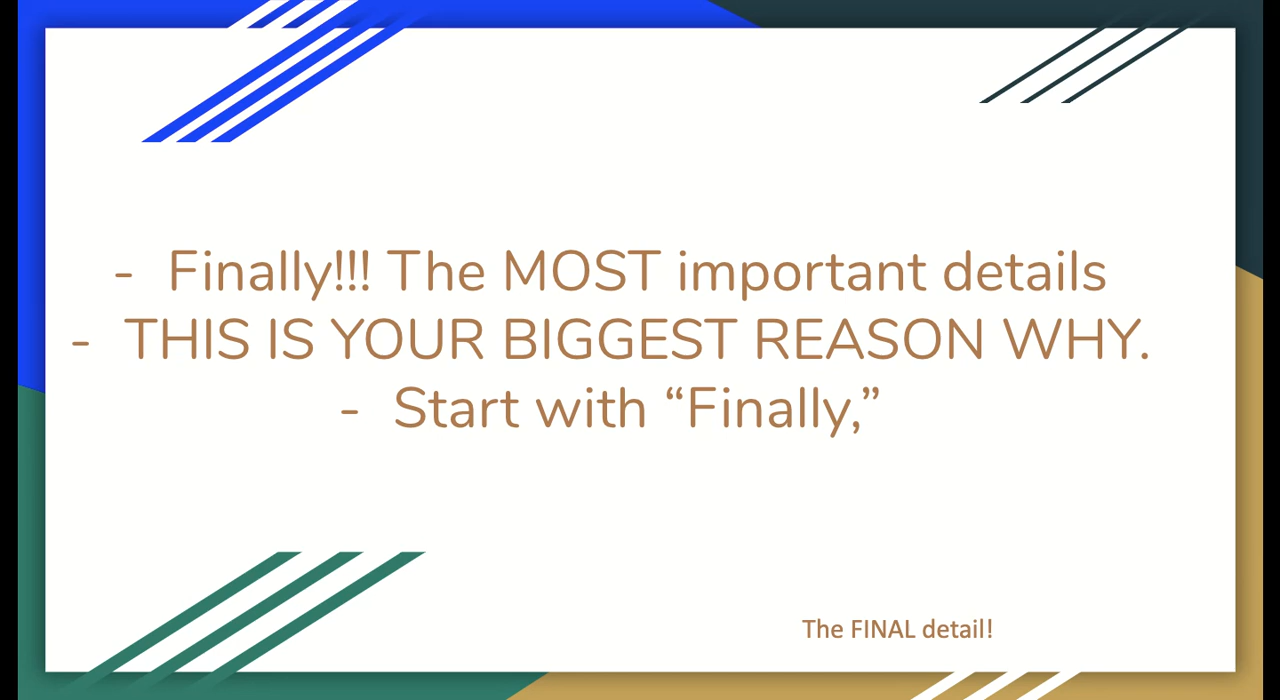 - Finally!!! The MOST important details
- THIS IS YOUR BIGGEST REASON WHY.
- Start with “Finally,”
The FINAL detail!